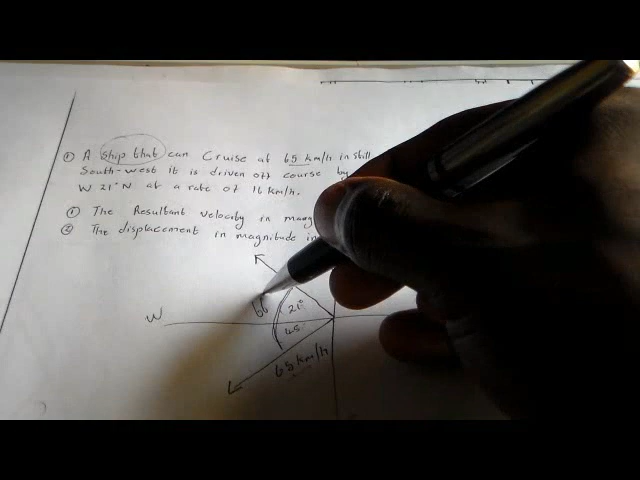 ① A ship that can Cruise at 65 km/h in still
South-west it is driven off course by
W 21° N at a rate of 16 km/h.
① The Resultant velocity in
② The displacement in magnitude in
66
21°
W
45
65 km/h